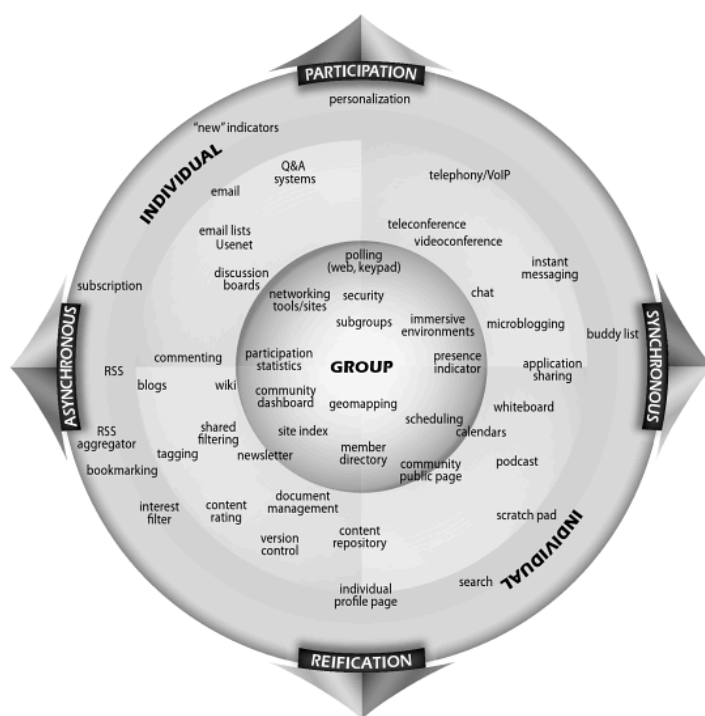 PARTICIPATION
personalization
"new" indicators
INDIVIDUAL
Q&A
systems
telephony/VoIP
email
teleconference
email lists
Usenet
videoconference
polling
(web, keypad)
instant
messaging
discussion
boards
subscription
networking
tools/sites
security
chat
subgroups
immersive
environments
microblogging
buddy list
ASYNCHRONOUS
SYNCHRONOUS
commenting
participation
statistics
GROUP
presence
indicator
application
sharing
RSS
blogs
wiki
community
dashboard
geomapping
whiteboard
scheduling
calendars
RSS
aggregator
shared
filtering
site index
tagging
newsletter
member
directory
community
public page
podcast
bookmarking
interest
filter
content
rating
document
management
scratch pad
version
control
content
repository
INDIVIDUAL
search
individual
profile page
REIFICATION